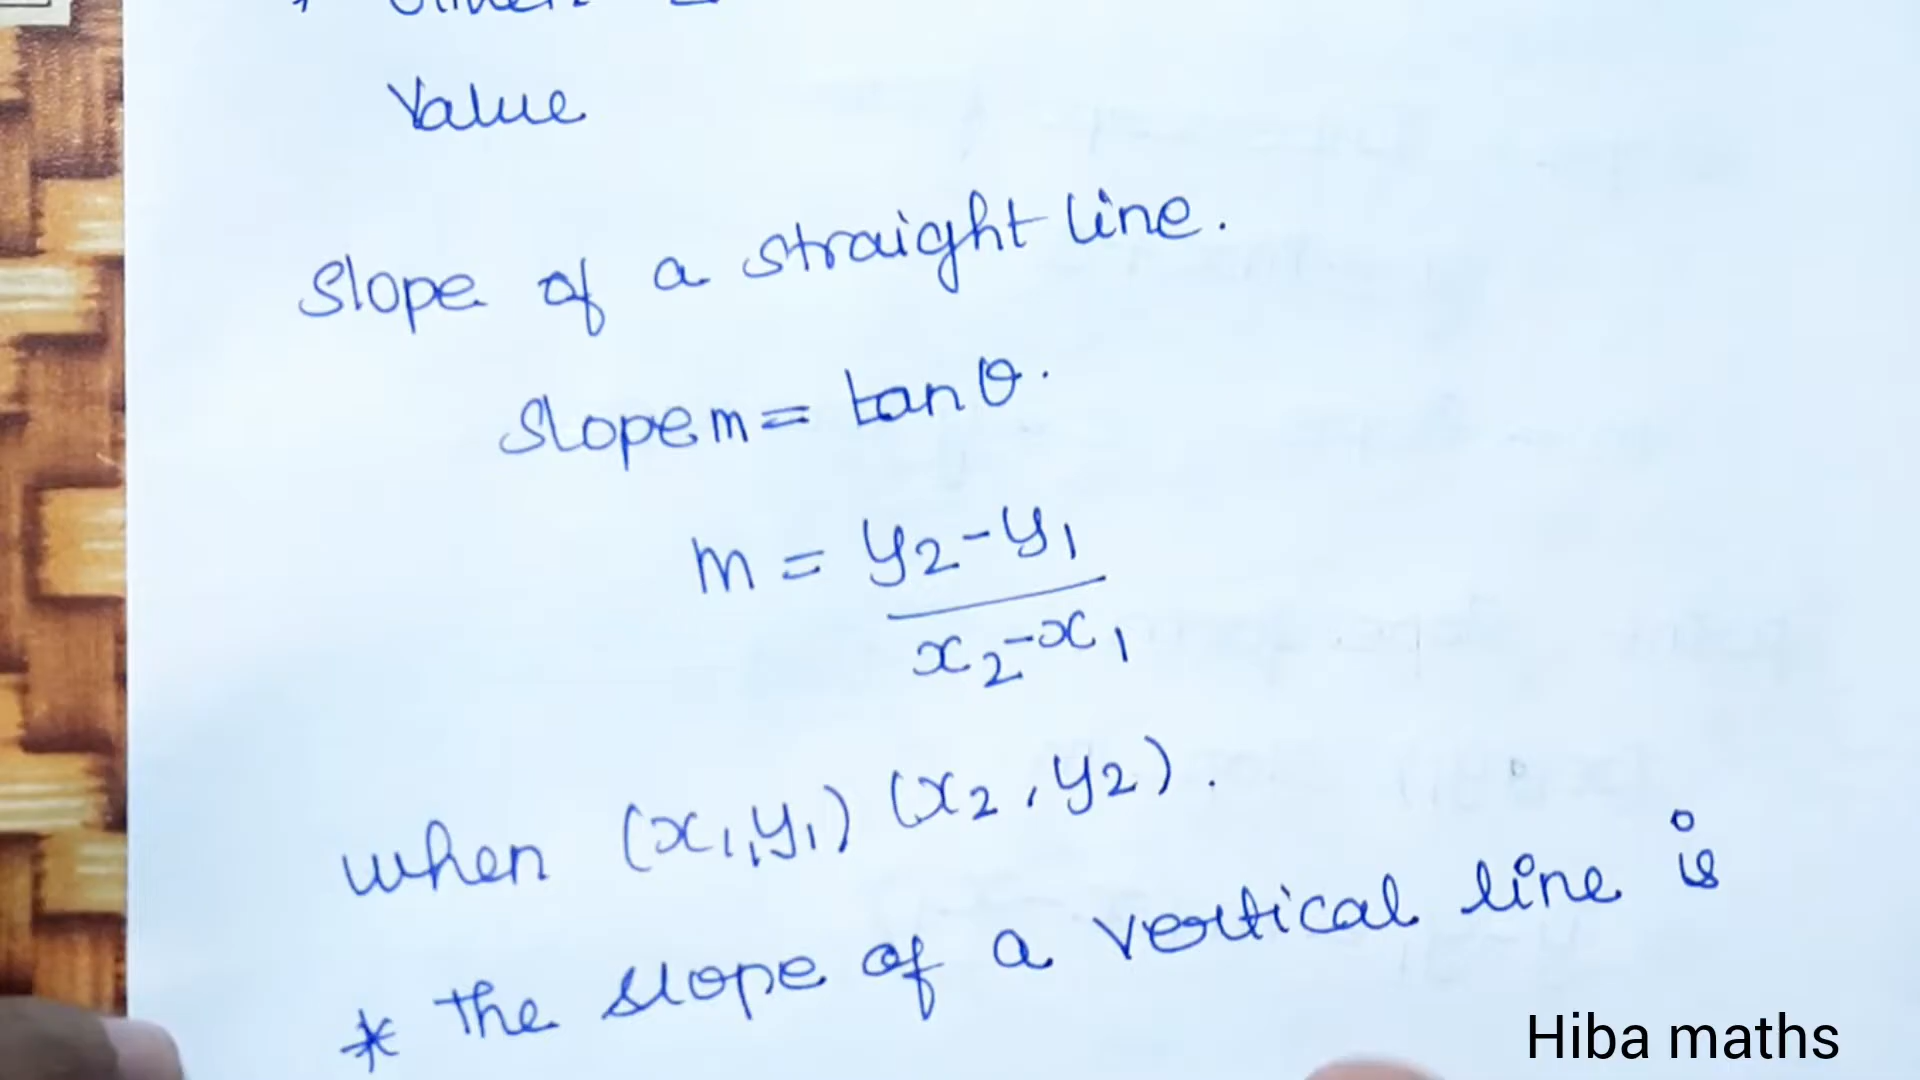 Value
Slope of a straight line.
Slope m = tan θ.
m = y₂-y₁
x₂-x₁
when (x₁,y₁) (x₂,y₂).
* The slope of a vertical line is
Hiba maths